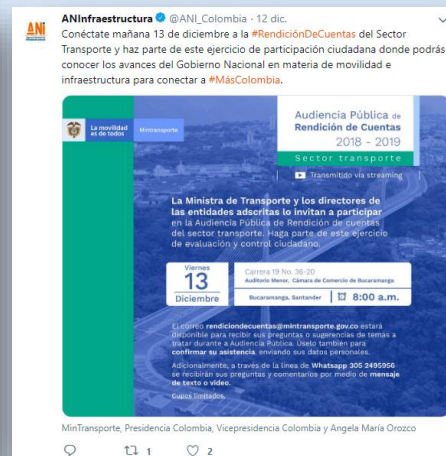 ANInfraestructura @ANI_Colombia · 12 dic.
Conéctate mañana 13 de diciembre a la #RendiciónDeCuentas del Sector
Transporte y haz parte de este ejercicio de participación ciudadana donde podrás
conocer los avances del Gobierno Nacional en materia de movilidad e
infraestructura para conectar a #MásColombia.
ANI
La movilidad
es de todos
Mintransporte
Audiencia Pública de
Rendición de Cuentas
2018 - 2019
Sector transporte
Transmitido vía streaming
La Ministra de Transporte y los directores de
las entidades adscritas lo invitan a participar
en la Audiencia Pública de Rendición de cuentas
del sector transporte. Haga parte de este ejercicio
de evaluación y control ciudadano.
Viernes
13
Diciembre
Carrera 19 No. 36-20
Auditorio Menor, Cámara de Comercio de Bucaramanga
Bucaramanga, Santander
8:00 a.m.
El correo rendiciondecuentas@mintransporte.gov.co estará
disponible para recibir sus preguntas o sugerencias de temas a
tratar durante a Audiencia Pública. Úselo también para
confirmar su asistencia, enviando sus datos personales.
Adicionalmente, a través de la línea de Whatsapp 305 2495956
se recibirán sus preguntas y comentarios por medio de mensaje
de texto o video.
Cupos limitados.
MinTransporte, Presidencia Colombia, Vicepresidencia Colombia y Angela María Orozco
1
2